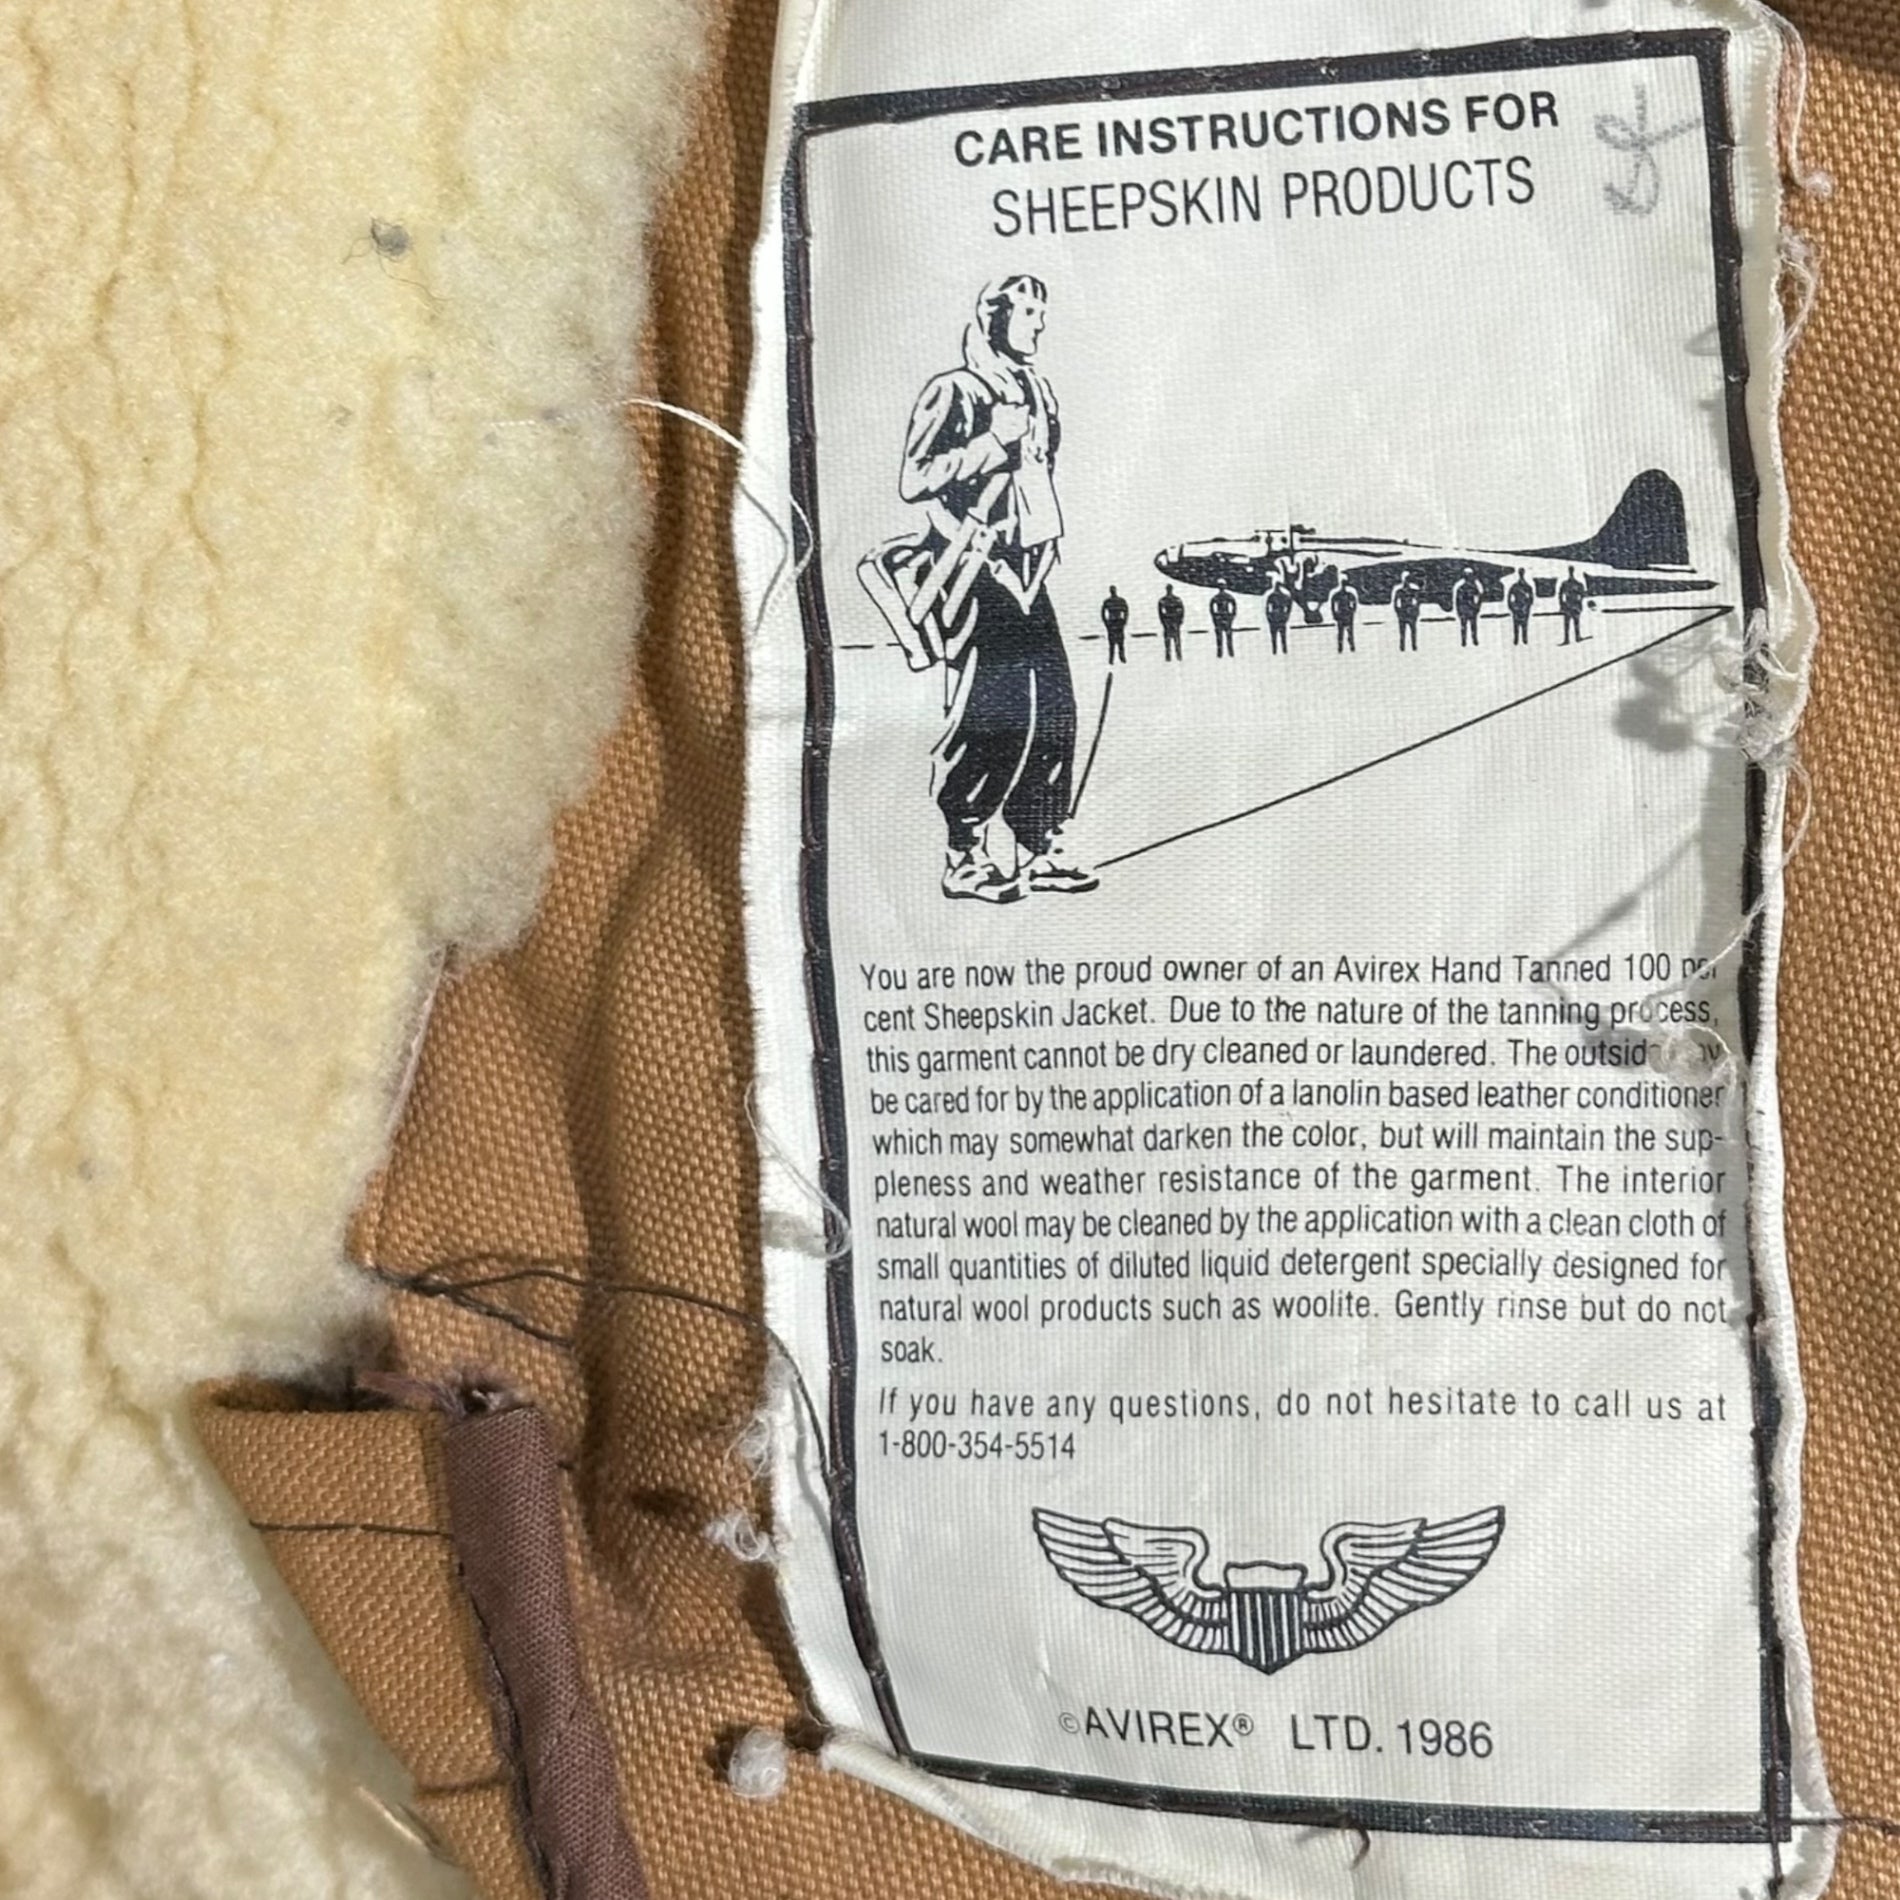 CARE INSTRUCTIONS FOR
SHEEPSKIN PRODUCTS
You are now the proud owner of an Avirex Hand Tanned 100 per
cent Sheepskin Jacket. Due to the nature of the tanning process,
this garment cannot be dry cleaned or laundered. The outside
be cared for by the application of a lanolin based leather conditioner
which may somewhat darken the color, but will maintain the sup-
pleness and weather resistance of the garment. The interior
natural wool may be cleaned by the application with a clean cloth of
small quantities of diluted liquid detergent specially designed for
natural wool products such as woolite. Gently rinse but do not
soak.
If you have any questions, do not hesitate to call us at
1-800-354-5514
©AVIREX® LTD. 1986